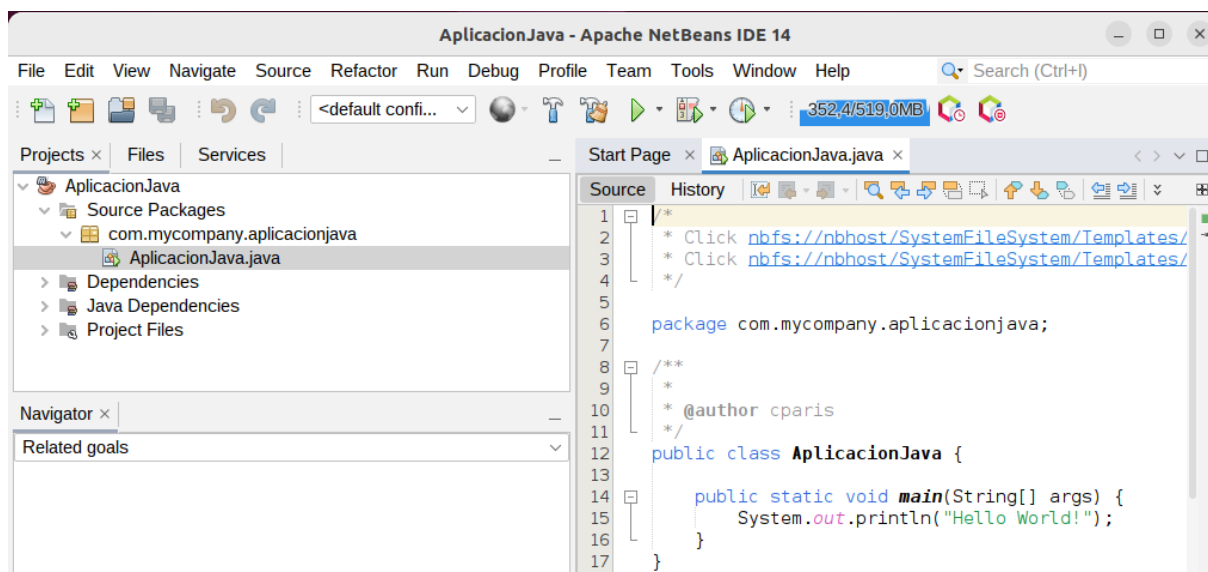 AplicacionJava - Apache NetBeans IDE 14
File Edit View Navigate Source Refactor Run Debug Profile Team Tools Window Help Search (Ctrl+I)
<default confi... 352,4/519,0MB
Projects Files Services
AplicacionJava
Source Packages
com.mycompany.aplicacionjava
AplicacionJava.java
Dependencies
Java Dependencies
Project Files
Navigator
Related goals
Start Page AplicacionJava.java
Source History
1 /*
2 * Click nbfs://nbhost/SystemFileSystem/Templates/
3 * Click nbfs://nbhost/SystemFileSystem/Templates/
4 */
5
6 package com.mycompany.aplicacionjava;
7
8 /**
9 *
10 * @author cparis
11 */
12 public class AplicacionJava {
13
14 public static void main(String[] args) {
15 System.out.println("Hello World!");
16 }
17 }